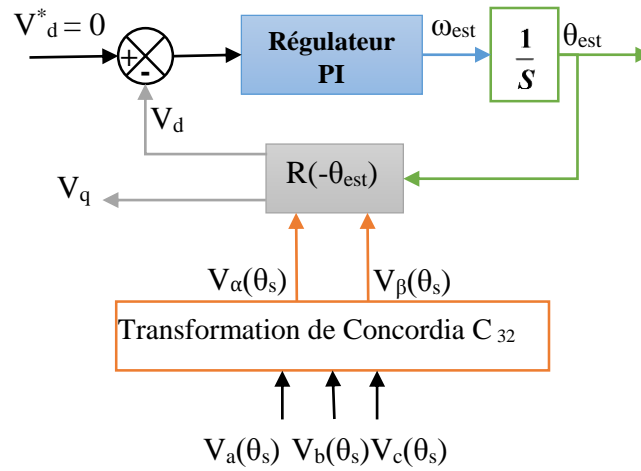 V*d = 0
+
-
Régulateur
PI
ωest
1
S
θest
Vd
Vq
R(-θest)
Vα(θs)
Vβ(θs)
Transformation de Concordia C 32
Va(θs)
Vb(θs)
Vc(θs)